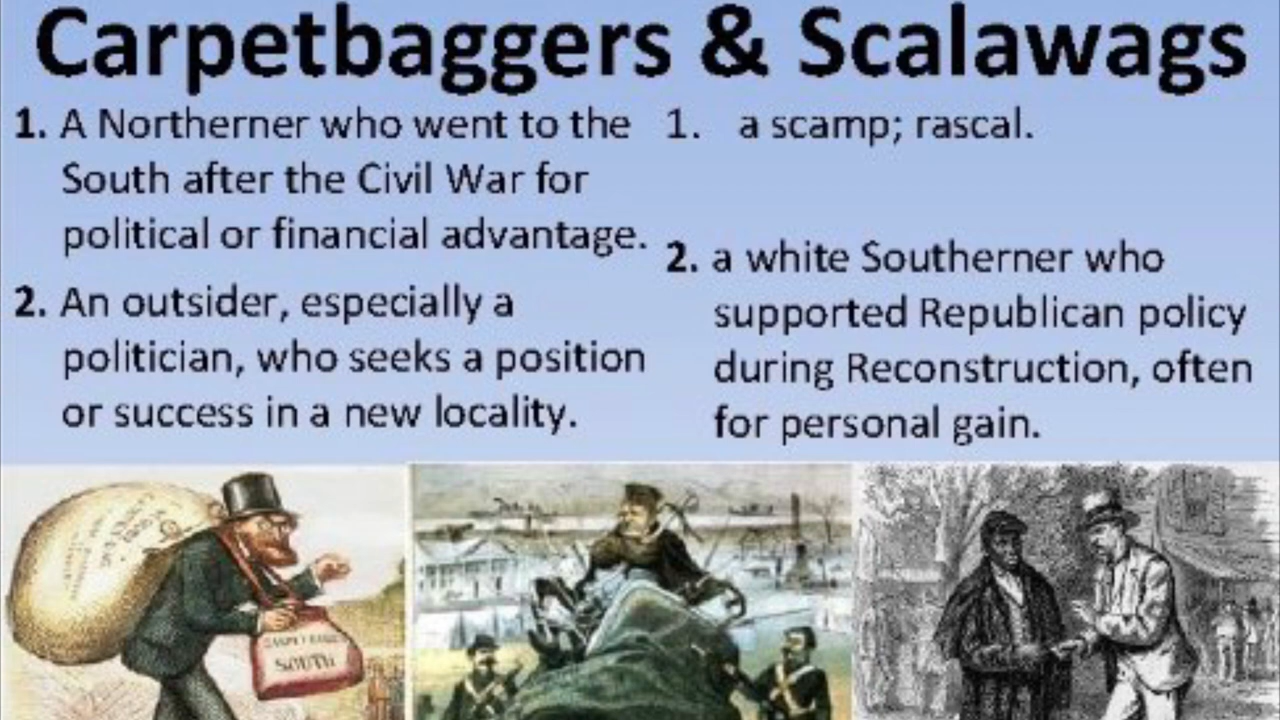 Carpetbaggers & Scalawags
1. A Northerner who went to the
South after the Civil War for
political or financial advantage.
2. An outsider, especially a
politician, who seeks a position
or success in a new locality.
1. a scamp; rascal.
2. a white Southerner who
supported Republican policy
during Reconstruction, often
for personal gain.
SOUTH